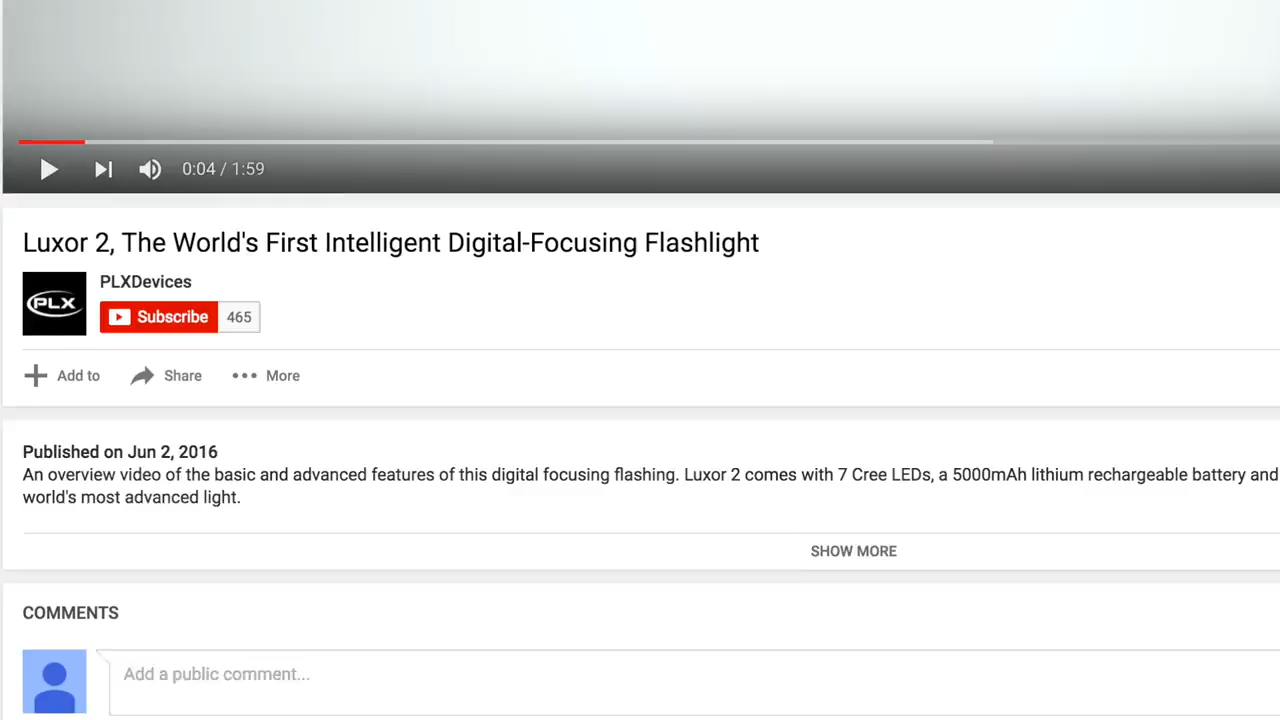 0:04 / 1:59
Luxor 2, The World's First Intelligent Digital-Focusing Flashlight
PLX
PLXDevices
Subscribe 465
Add to Share More
Published on Jun 2, 2016
An overview video of the basic and advanced features of this digital focusing flashing. Luxor 2 comes with 7 Cree LEDs, a 5000mAh lithium rechargeable battery and
world's most advanced light.
SHOW MORE
COMMENTS
Add a public comment...